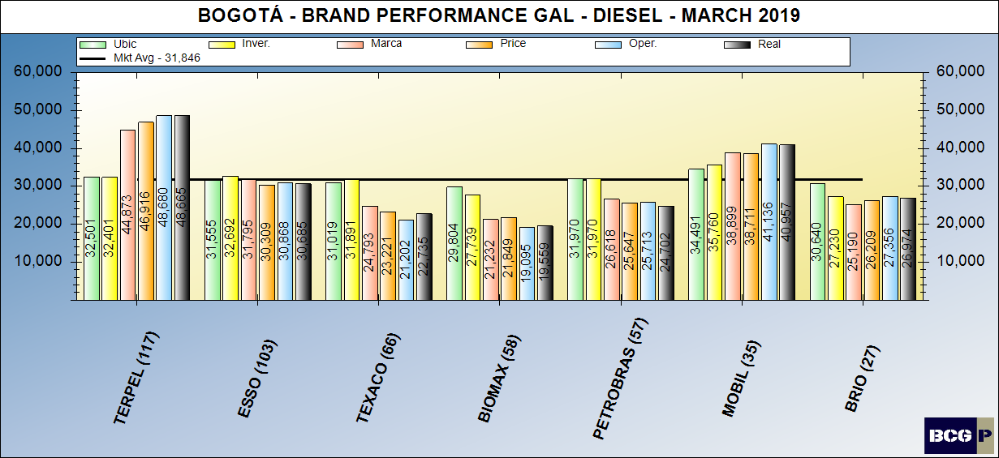 BOGOTÁ - BRAND PERFORMANCE GAL - DIESEL - MARCH 2019
Ubic Inver. Marca Price Oper. Real
Mkt Avg - 31,846
60,000 60,000
50,000 50,000
40,000 40,000
30,000 30,000
20,000 20,000
10,000 10,000
32,501 32,401 44,873 46,916 48,680 48,665
31,555 32,692 31,795 30,309 30,868 30,685
31,019 31,891 24,793 23,221 21,202 22,735
29,804 27,739 21,232 21,849 19,095 19,559
31,970 31,970 26,618 25,647 25,713 24,702
34,491 35,760 38,899 38,711 41,136 40,957
30,640 27,230 25,190 26,209 27,356 26,974
TERPEL (117)
ESSO (103)
TEXACO (66)
BIOMAX (58)
PETROBRAS (57)
MOBIL (35)
BRIO (27)
BCG P